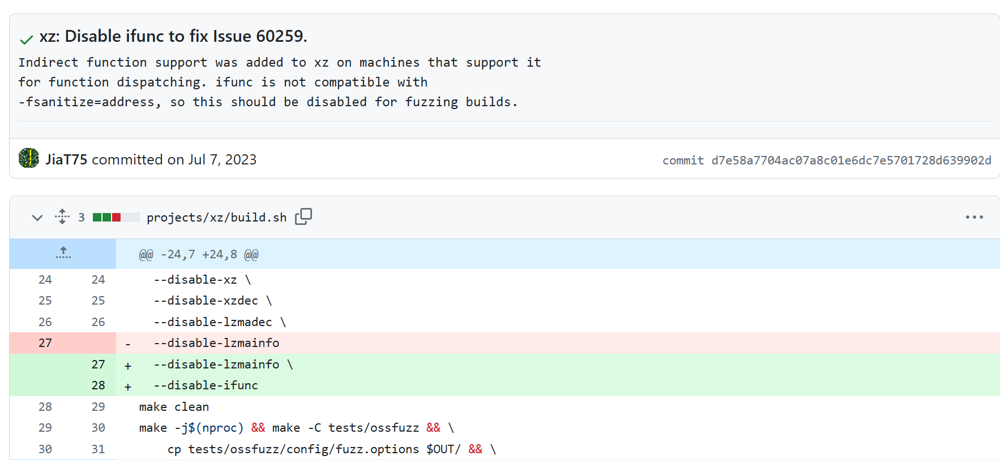 xz: Disable ifunc to fix Issue 60259.
Indirect function support was added to xz on machines that support it
for function dispatching. ifunc is not compatible with
-fsanitize=address, so this should be disabled for fuzzing builds.
JiaT75 committed on Jul 7, 2023
commit d7e58a7704ac07a8c01e6dc7e5701728d639902d
3 projects/xz/build.sh
@@ -24,7 +24,8 @@
24 24 --disable-xz \
25 25 --disable-xzdec \
26 26 --disable-lzmadec \
27 - --disable-lzmainfo
27 + --disable-lzmainfo \
28 + --disable-ifunc
28 29 make clean
29 30 make -j$(nproc) && make -C tests/ossfuzz && \
30 31 cp tests/ossfuzz/config/fuzz.options $OUT/ && \